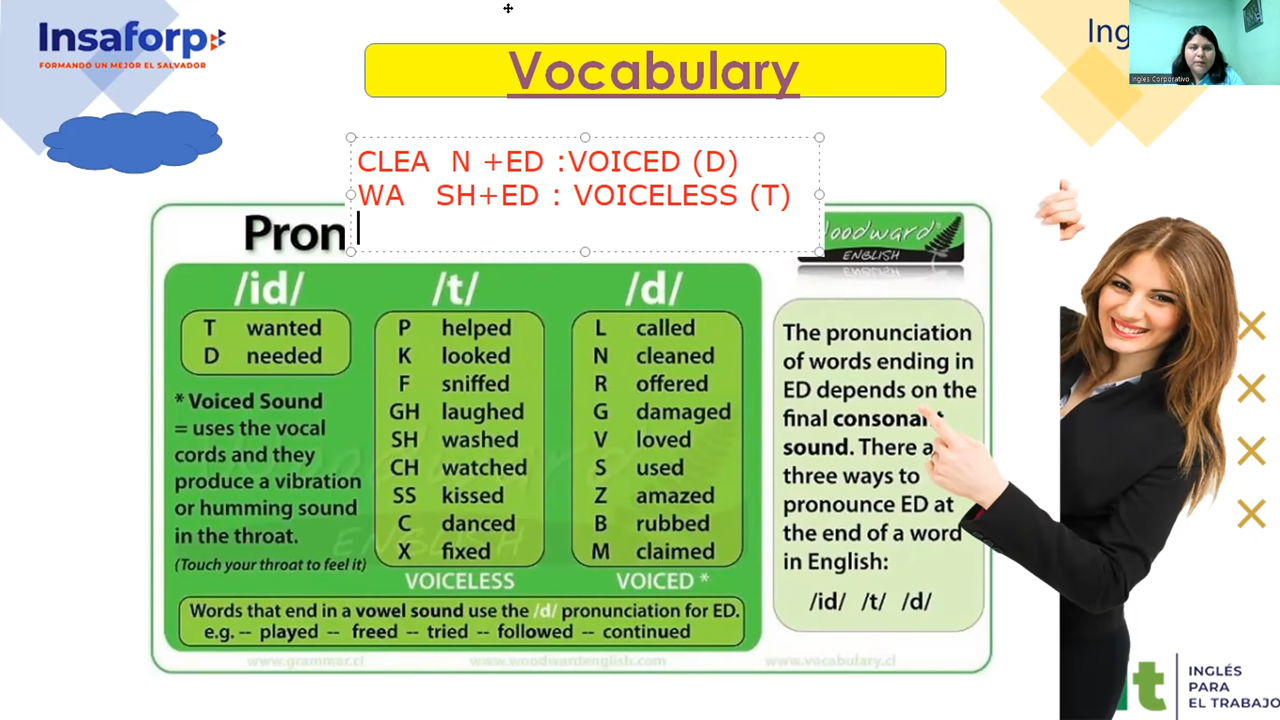 Insaforp
FORMANDO UN MEJOR EL SALVADOR
Vocabulary
Ing
Ingles Corporativo
CLEA N +ED :VOICED (D)
WA SH+ED : VOICELESS (T)
Pron
Woodward
ENGLISH
/id/ /t/ /d/
T wanted
D needed
* Voiced Sound
= uses the vocal
cords and they
produce a vibration
or humming sound
in the throat.
(Touch your throat to feel it)
P helped
K looked
F sniffed
GH laughed
SH washed
CH watched
SS kissed
C danced
X fixed
VOICELESS
L called
N cleaned
R offered
G damaged
V loved
S used
Z amazed
B rubbed
M claimed
VOICED *
Words that end in a vowel sound use the /d/ pronunciation for ED.
e.g. -- played -- freed -- tried -- followed -- continued
The pronunciation
of words ending in
ED depends on the
final consonant
sound. There a
three ways to
pronounce ED at
the end of a word
in English:
/id/ /t/ /d/
www.grammar.cl www.woodwardenglish.com www.vocabulary.cl
INGLÉS
PARA
EL TRABAJO